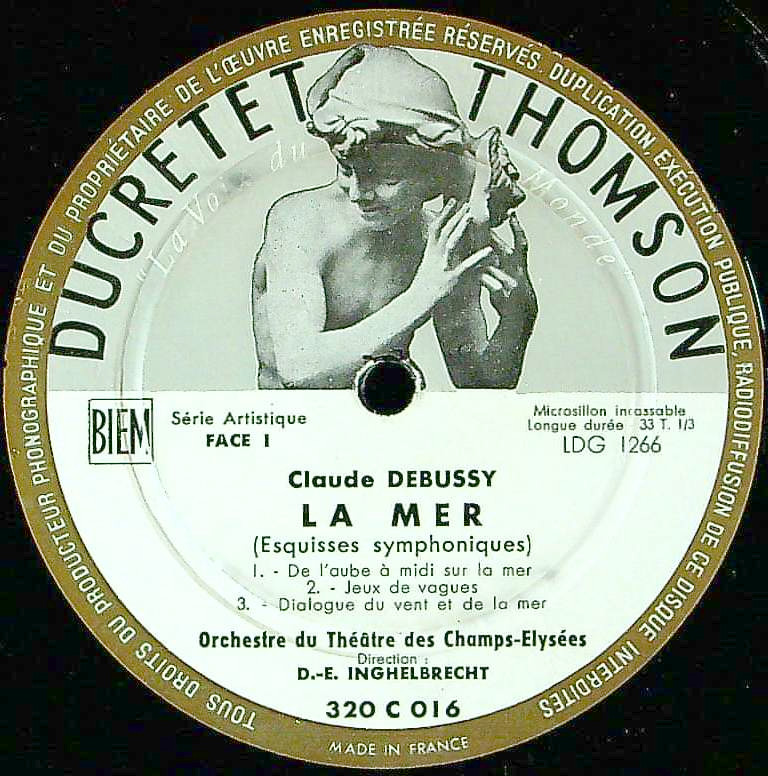 TOUS DROITS DU PRODUCTEUR PHONOGRAPHIQUE ET DU PROPRIÉTAIRE DE L'ŒUVRE ENREGISTRÉE RÉSERVÉS. DUPLICATION, EXÉCUTION PUBLIQUE, RADIODIFFUSION DE CE DISQUE INTERDITES
DUCRETET THOMSON
"La Voix du Monde"
BIEM
Série Artistique
FACE 1
Microsillon incassable
Longue durée - 33 T. 1/3
LDG 1266
Claude DEBUSSY
LA MER
(Esquisses symphoniques)
1. - De l'aube à midi sur la mer
2. - Jeux de vagues
3. - Dialogue du vent et de la mer
Orchestre du Théâtre des Champs-Elysées
Direction :
D.-E. INGHELBRECHT
320 C 016
MADE IN FRANCE